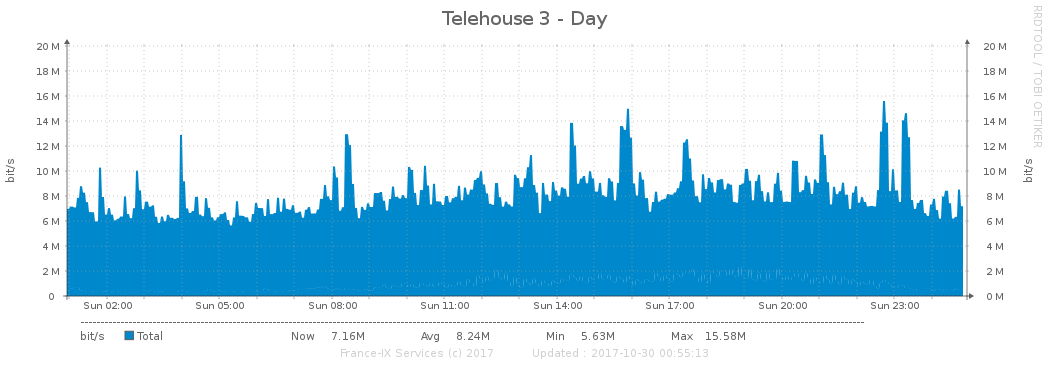 Telehouse 3 - Day
RRDTOOL / TOBI OETIKER
bit/s
20 M 20 M
18 M 18 M
16 M 16 M
14 M 14 M
12 M 12 M
10 M 10 M
8 M 8 M
6 M 6 M
4 M 4 M
2 M 2 M
0 0 M
bit/s
Sun 02:00 Sun 05:00 Sun 08:00 Sun 11:00 Sun 14:00 Sun 17:00 Sun 20:00 Sun 23:00
bit/s Total Now 7.16M Avg 8.24M Min 5.63M Max 15.58M
France-IX Services (c) 2017 Updated : 2017-10-30 00:55:13